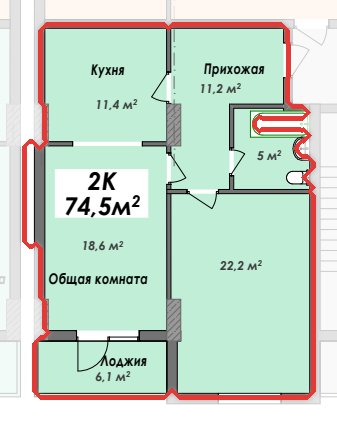 Кухня
11,4 м²
Прихожая
11,2 м²
5 м²
2К
74,5м²
18,6 м²
Общая комната
22,2 м²
Лоджия
6,1 м²